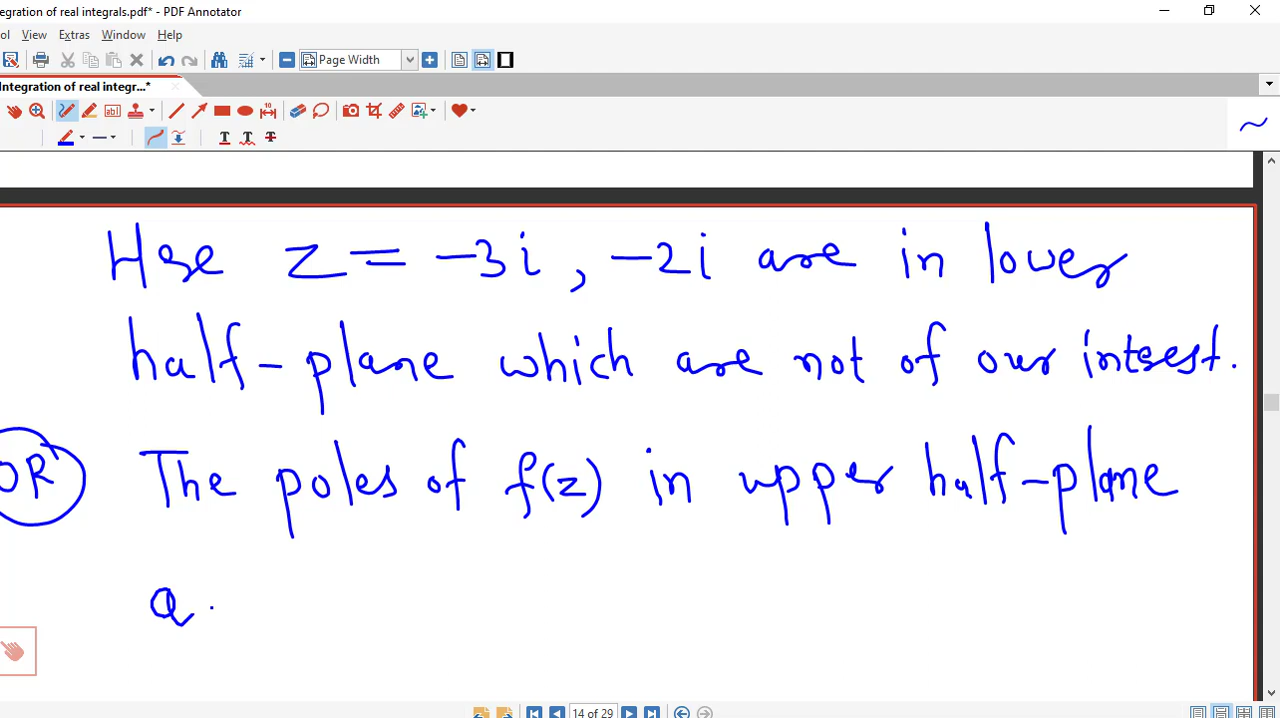 egration of real integrals.pdf* - PDF Annotator
ol View Extras Window Help
Page Width
Integration of real integr...*
Here z = -3i, -2i are in lower
half-plane which are not of our interest.
OR The poles of f(z) in upper half-plane
a
14 of 29